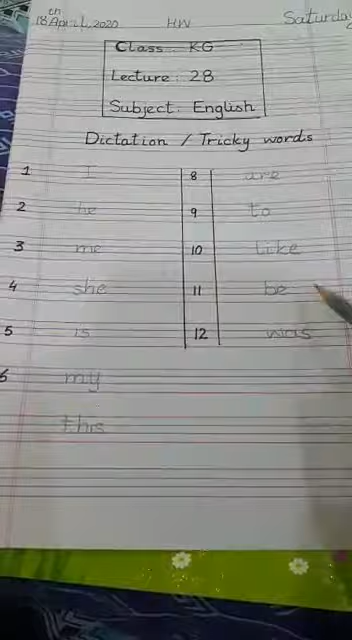 18th April, 2020 HW Saturday
Class: KG
Lecture: 28
Subject: English
Dictation / Tricky words
1 I 8 are
2 he 9 to
3 me 10 like
4 she 11 be
5 is 12 was
6 my
this